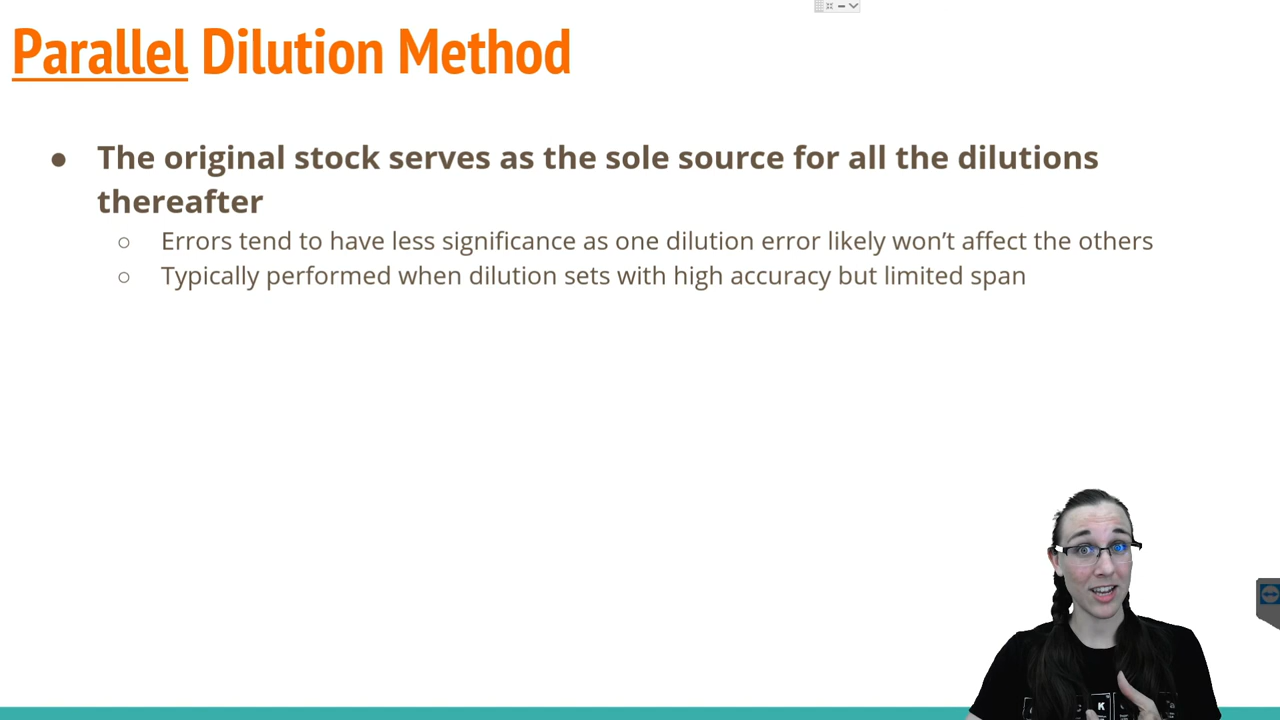 Parallel Dilution Method
● The original stock serves as the sole source for all the dilutions
thereafter
○ Errors tend to have less significance as one dilution error likely won’t affect the others
○ Typically performed when dilution sets with high accuracy but limited span
K